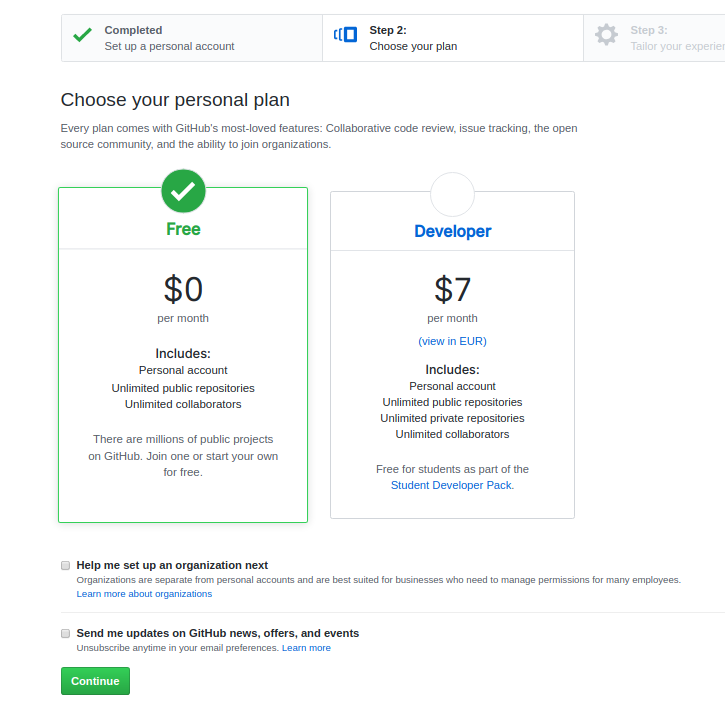 Completed
Set up a personal account
Step 2:
Choose your plan
Step 3:
Tailor your
Choose your personal plan
Every plan comes with GitHub's most-loved features: Collaborative code review, issue tracking, the open
source community, and the ability to join organizations.
Free
$0
per month
Includes:
Personal account
Unlimited public repositories
Unlimited collaborators
There are millions of public projects
on GitHub. Join one or start your own
for free.
Developer
$7
per month
(view in EUR)
Includes:
Personal account
Unlimited public repositories
Unlimited private repositories
Unlimited collaborators
Free for students as part of the
Student Developer Pack.
Help me set up an organization next
Organizations are separate from personal accounts and are best suited for businesses who need to manage permissions for many employees.
Learn more about organizations
Send me updates on GitHub news, offers, and events
Unsubscribe anytime in your email preferences. Learn more
Continue